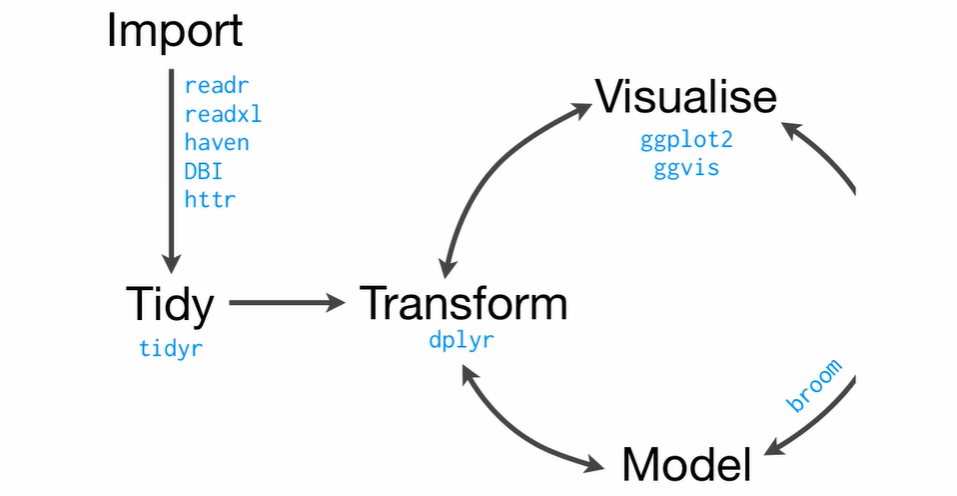 Import
readr
readxl
haven
DBI
httr
Tidy
tidyr
Transform
dplyr
Visualise
ggplot2
ggvis
broom
Model